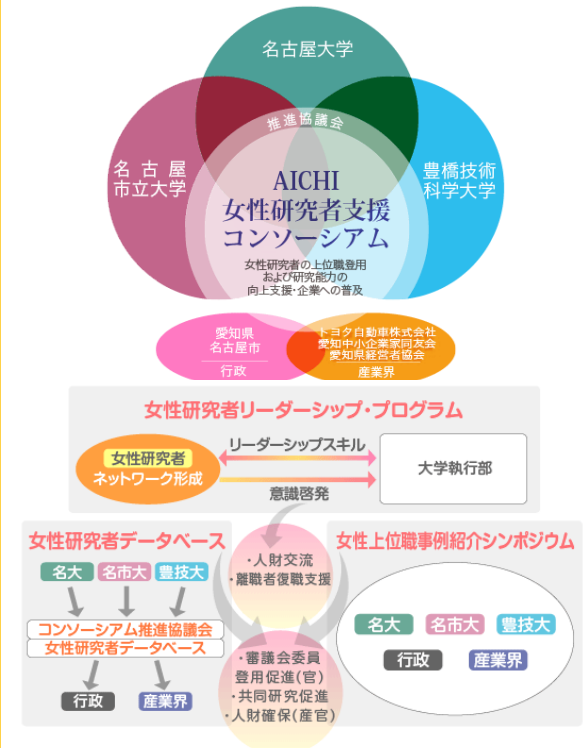 名古屋大学
推進協議会
名古屋
市立大学
豊橋技術
科学大学
AICHI
女性研究者支援
コンソーシアム
女性研究者の上位職登用
および研究能力の
向上支援・企業への普及
愛知県
名古屋市
行政
トヨタ自動車株式会社
愛知中小企業家同友会
愛知県経営者協会
産業界
女性研究者リーダーシップ・プログラム
女性研究者
ネットワーク形成
リーダーシップスキル
意識啓発
大学執行部
女性研究者データベース
名大 名市大 豊技大
コンソーシアム推進協議会
女性研究者データベース
行政 産業界
・人財交流
・離職者復職支援
・審議会委員
登用促進(官)
・共同研究促進
・人財確保(産官)
女性上位職事例紹介シンポジウム
名大 名市大 豊技大
行政 産業界